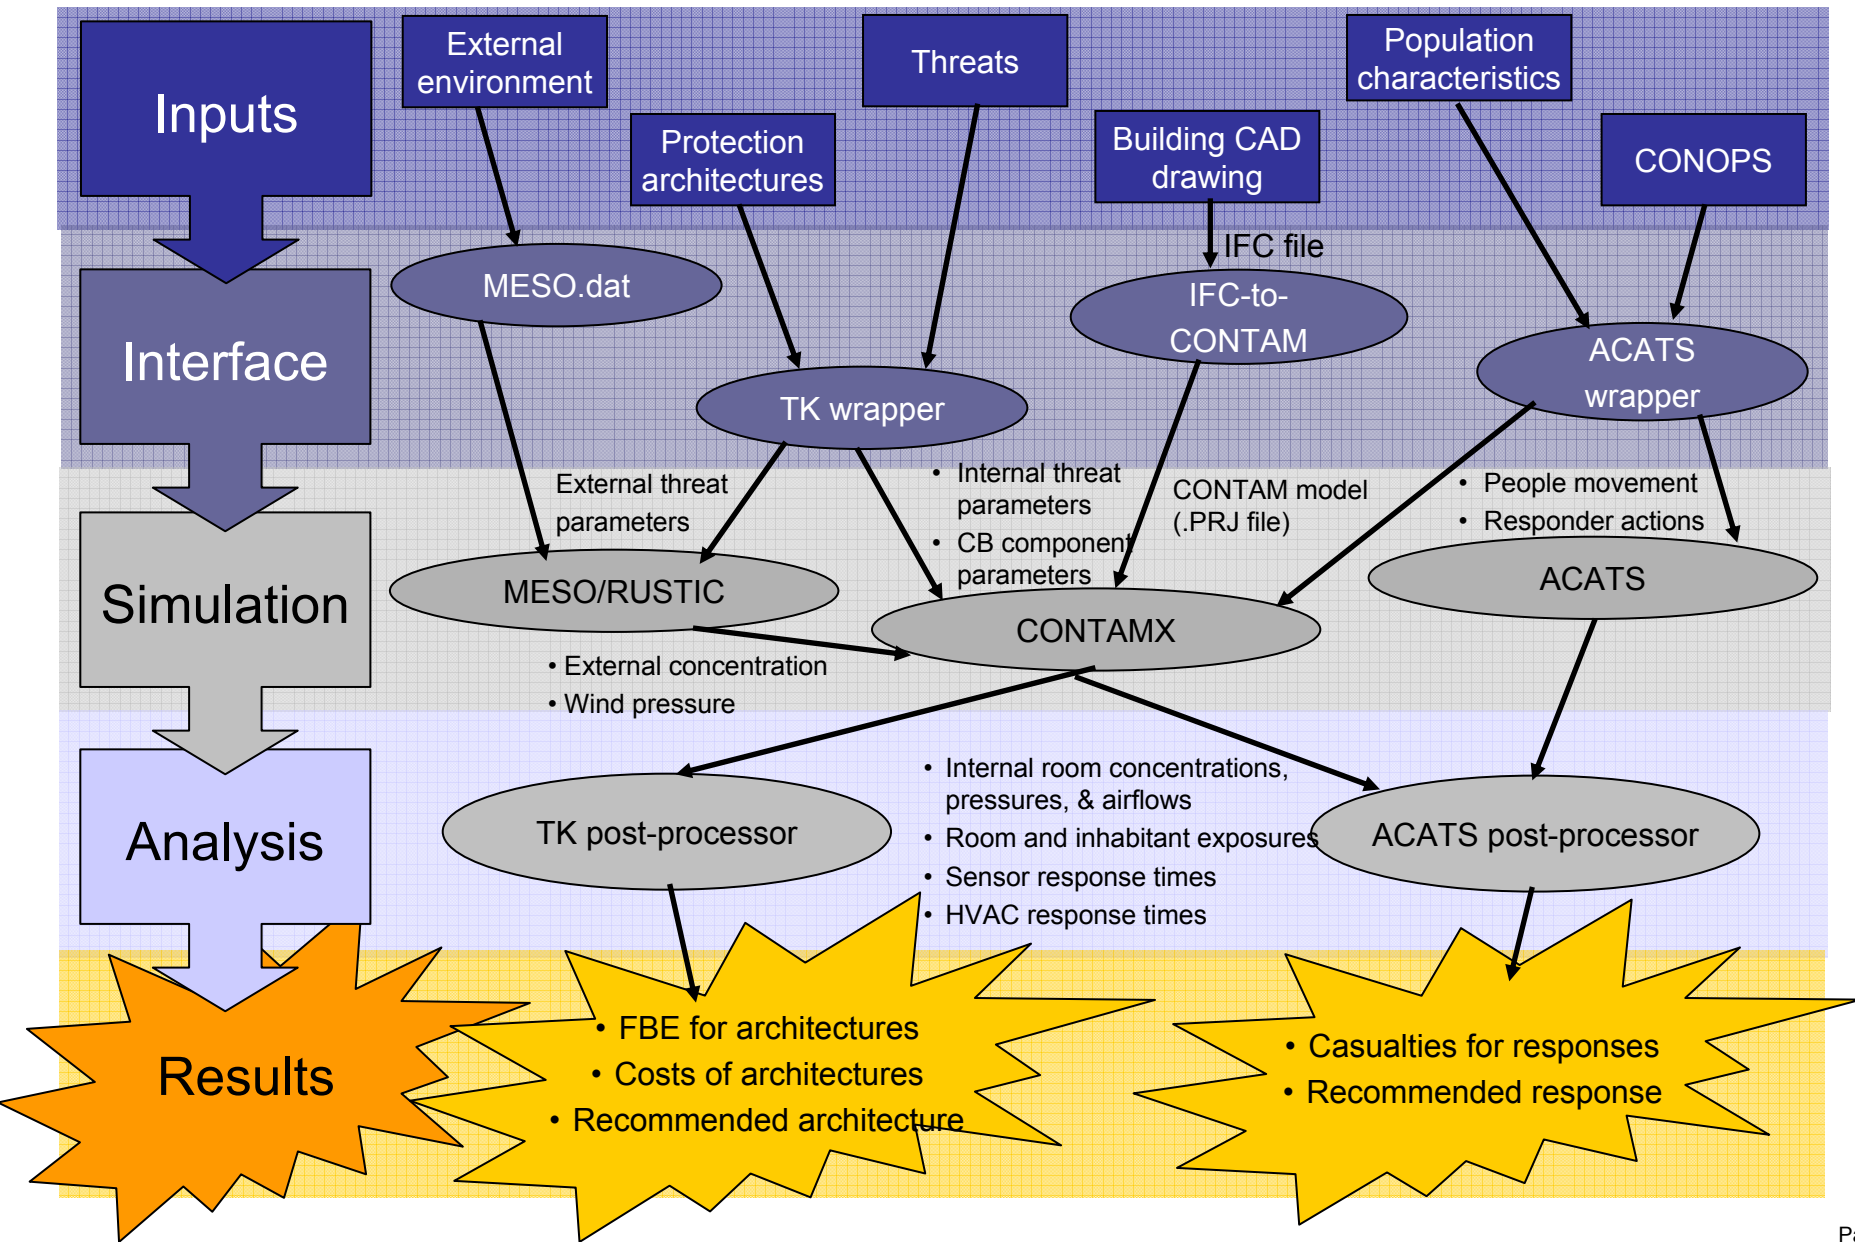 Inputs
External
environment
Threats
Population
characteristics
Protection
architectures
Building CAD
drawing
CONOPS
IFC file
Interface
MESO.dat
IFC-to-
CONTAM
ACATS
wrapper
TK wrapper
External threat
parameters
• Internal threat
parameters
• CB component
parameters
CONTAM model
(.PRJ file)
• People movement
• Responder actions
Simulation
MESO/RUSTIC
CONTAMX
ACATS
• External concentration
• Wind pressure
Analysis
TK post-processor
• Internal room concentrations,
pressures, & airflows
• Room and inhabitant exposures
• Sensor response times
• HVAC response times
ACATS post-processor
Results
• FBE for architectures
• Costs of architectures
• Recommended architecture
• Casualties for responses
• Recommended response